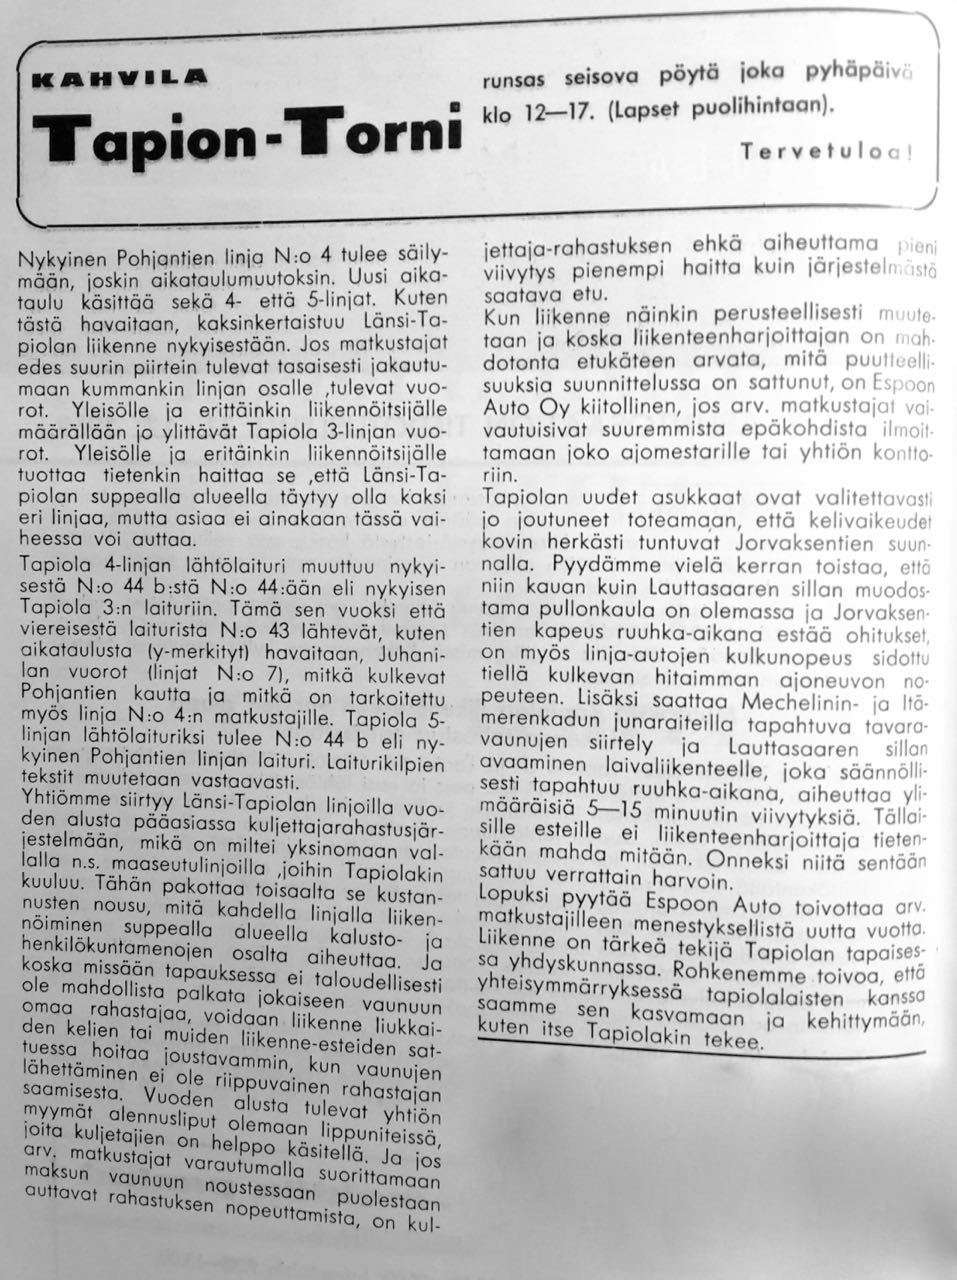 KAHVILA
Tapion-Torni
runsas seisova pöytä joka pyhäpäivä
klo 12—17. (Lapset puolihintaan).
Tervetuloa!
Nykyinen Pohjantien linja N:o 4 tulee säily-
mään, joskin aikataulumuutoksin. Uusi aika-
taulu käsittää sekä 4- että 5-linjat. Kuten
tästä havaitaan, kaksinkertaistuu Länsi-Ta-
piolan liikenne nykyisestään. Jos matkustajat
edes suurin piirtein tulevat tasaisesti jakautu-
maan kummankin linjan osalle ,tulevat vuo-
rot. Yleisölle ja erittäinkin liikennöitsijälle
määrällään jo ylittävät Tapiola 3-linjan vuo-
rot. Yleisölle ja eritäinkin liikennöitsijälle
tuottaa tietenkin haittaa se ,että Länsi-Ta-
piolan suppealla alueella täytyy olla kaksi
eri linjaa, mutta asiaa ei ainakaan tässä vai-
heessa voi auttaa.
Tapiola 4-linjan lähtölaituri muuttuu nykyi-
sestä N:o 44 b:stä N:o 44:ään eli nykyisen
Tapiola 3:n laituriin. Tämä sen vuoksi että
viereisestä laiturista N:o 43 lähtevät, kuten
aikataulusta (y-merkityt) havaitaan, Juhani-
lan vuorot (linjat N:o 7), mitkä kulkevat
Pohjantien kautta ja mitkä on tarkoitettu
myös linja N:o 4:n matkustajille. Tapiola 5-
linjan lähtölaituriksi tulee N:o 44 b eli ny-
kyinen Pohjantien linjan laituri. Laiturikilpien
tekstit muutetaan vastaavasti.
Yhtiömme siirtyy Länsi-Tapiolan linjoilla vuo-
den alusta pääasiassa kuljettajarahastusjär-
jestelmään, mikä on miltei yksinomaan val-
lalla n.s. maaseutulinjoilla ,joihin Tapiolakin
kuuluu. Tähän pakottaa toisaalta se kustan-
nusten nousu, mitä kahdella linjalla liiken-
nöiminen suppealla alueella kalusto- ja
henkilökuntamenojen osalta aiheuttaa. Ja
koska missään tapauksessa ei taloudellisesti
ole mahdollista palkata jokaiseen vaunuun
omaa rahastajaa, voidaan liikenne liukkai-
den kelien tai muiden liikenne-esteiden sat-
tuessa hoitaa joustavammin, kun vaunujen
lähettäminen ei ole riippuvainen rahastajan
saamisesta. Vuoden alusta tulevat yhtiön
myymät alennusliput olemaan lippuniteissä,
joita kuljetajien on helppo käsitellä. Ja jos
arv. matkustajat varautumalla suorittamaan
maksun vaunuun noustessaan puolestaan
auttavat rahastuksen nopeuttamista, on kul-
jettaja-rahastuksen ehkä aiheuttama pieni
viivytys pienempi haitta kuin järjestelmästä
saatava etu.
Kun liikenne näinkin perusteellisesti muute-
taan ja koska liikenteenharjoittajan on mah-
dotonta etukäteen arvata, mitä puutteelli-
suuksia suunnittelussa on sattunut, on Espoon
Auto Oy kiitollinen, jos arv. matkustajat vai-
vautuisivat suuremmista epäkohdista ilmoit-
tamaan joko ajomestarille tai yhtiön kontto-
riin.
Tapiolan uudet asukkaat ovat valitettavasti
jo joutuneet toteamaan, että kelivaikeudet
kovin herkästi tuntuvat Jorvaksentien suun-
nalla. Pyydämme vielä kerran toistaa, että
niin kauan kuin Lauttasaaren sillan muodos-
tama pullonkaula on olemassa ja Jorvaksen-
tien kapeus ruuhka-aikana estää ohitukset,
on myös linja-autojen kulkunopeus sidottu
tiellä kulkevan hitaimman ajoneuvon no-
peuteen. Lisäksi saattaa Mechelinin- ja Itä-
merenkadun junaraiteilla tapahtuva tavara-
vaunujen siirtely ja Lauttasaaren sillan
avaaminen laivaliikenteelle, joka säännölli-
sesti tapahtuu ruuhka-aikana, aiheuttaa yli-
määräisiä 5—15 minuutin viivytyksiä. Tällai-
sille esteille ei liikenteenharjoittaja tieten-
kään mahda mitään. Onneksi niitä sentään
sattuu verrattain harvoin.
Lopuksi pyytää Espoon Auto toivottaa arv.
matkustajilleen menestyksellistä uutta vuotta.
Liikenne on tärkeä tekijä Tapiolan tapaises-
sa yhdyskunnassa. Rohkenemme toivoa, että
yhteisymmärryksessä tapiolalaisten kanssa
saamme sen kasvamaan ja kehittymään,
kuten itse Tapiolakin tekee.